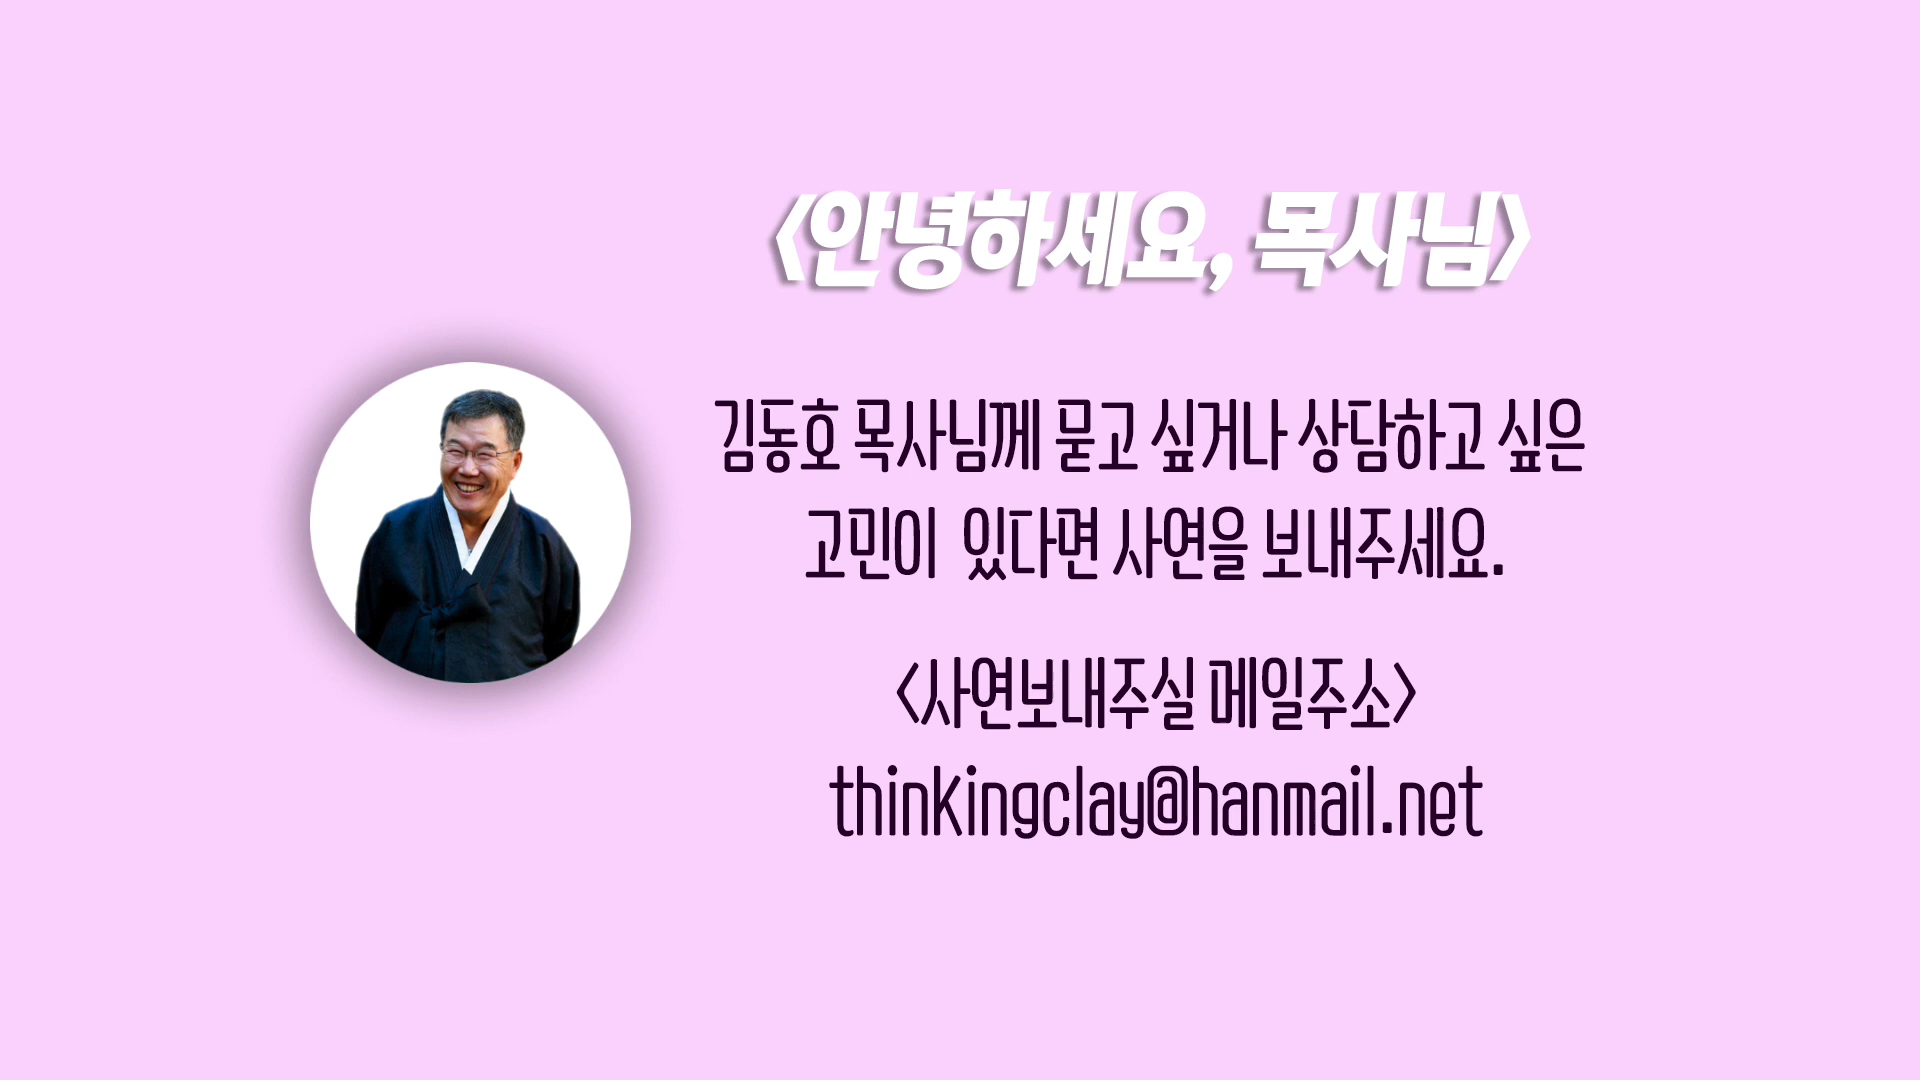 <안녕하세요, 목사님>
김동호 목사님께 묻고 싶거나 상담하고 싶은
고민이 있다면 사연을 보내주세요.
<사연보내주실 메일주소>
thinkingclay@hanmail.net